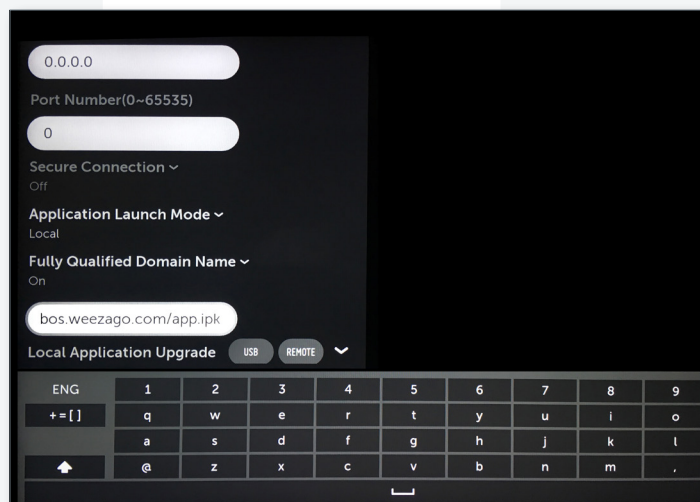 0.0.0.0
Port Number(0~65535)
0
Secure Connection
Off
Application Launch Mode
Local
Fully Qualified Domain Name
On
bos.weezago.com/app.ipk
Local Application Upgrade USB REMOTE
ENG 1 2 3 4 5 6 7 8 9
+=[] q w e r t y u i o
a s d f g h j k l
@ z x c v b n m ,